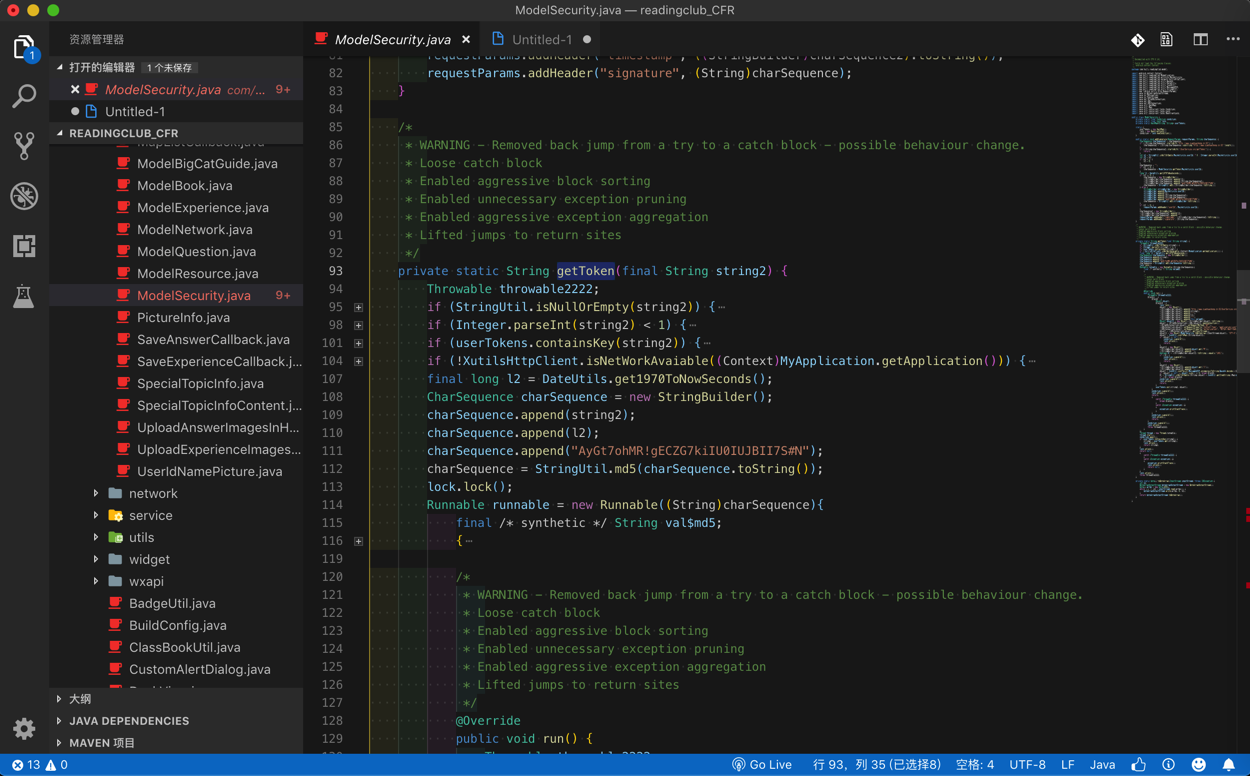 ModelSecurity.java — readingclub_CFR
资源管理器
打开的编辑器 1 个未保存
ModelSecurity.java com/... 9+
Untitled-1
READINGCLUB_CFR
MapListCallback.java
ModelBigCatGuide.java
ModelBook.java
ModelExperience.java
ModelNetwork.java
ModelQuestion.java
ModelResource.java
ModelSecurity.java 9+
PictureInfo.java
SaveAnswerCallback.java
SaveExperienceCallback.j...
SpecialTopicInfo.java
SpecialTopicInfoContent.j...
UploadAnswerImagesInH...
UploadExperienceImages...
UserIdNamePicture.java
network
service
utils
widget
wxapi
BadgeUtil.java
BuildConfig.java
ClassBookUtil.java
CustomAlertDialog.java
大纲
JAVA DEPENDENCIES
MAVEN 项目
1
ModelSecurity.java
Untitled-1
81 requestParams.addHeader("timestamp", ((StringBuilder)charSequence2).toString());
82 requestParams.addHeader("signature", (String)charSequence);
83 }
84
85 /*
86 * WARNING - Removed back jump from a try to a catch block - possible behaviour change.
87 * Loose catch block
88 * Enabled aggressive block sorting
89 * Enabled unnecessary exception pruning
90 * Enabled aggressive exception aggregation
91 * Lifted jumps to return sites
92 */
93 private static String getToken(final String string2) {
94 Throwable throwable2222;
95 if (StringUtil.isNullOrEmpty(string2)) {
98 if (Integer.parseInt(string2) < 1) {
101 if (userTokens.containsKey(string2)) {
104 if (!XutilsHttpClient.isNetWorkAvaiable((Context)MyApplication.getApplication())) {
107 final long l2 = DateUtils.get1970ToNowSeconds();
108 CharSequence charSequence = new StringBuilder();
109 charSequence.append(string2);
110 charSequence.append(l2);
111 charSequence.append("AyGt7ohMR!gECZG7kiIU0IUJBII7S#N");
112 charSequence = StringUtil.md5(charSequence.toString());
113 lock.lock();
114 Runnable runnable = new Runnable((String)charSequence){
115 final /* synthetic */ String val$md5;
116 {
119
120 /*
121 * WARNING - Removed back jump from a try to a catch block - possible behaviour change.
122 * Loose catch block
123 * Enabled aggressive block sorting
124 * Enabled unnecessary exception pruning
125 * Enabled aggressive exception aggregation
126 * Lifted jumps to return sites
127 */
128 @Override
129 public void run() {
13 0
Go Live
行 93，列 35 (已选择8)
空格: 4
UTF-8
LF
Java